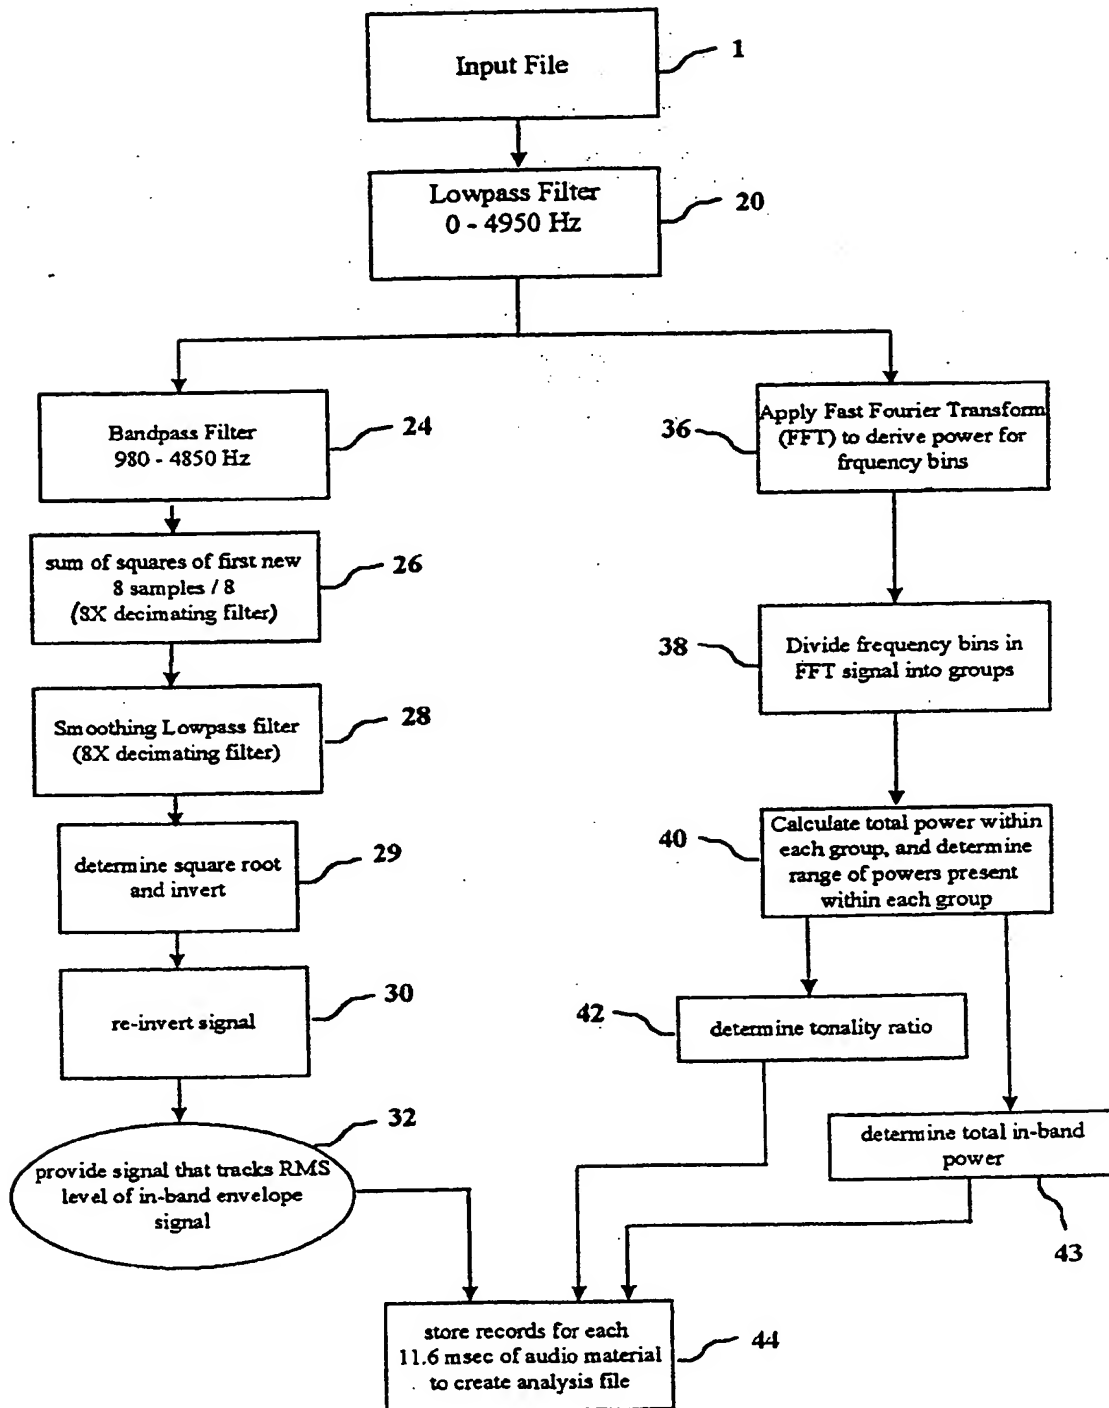 Input File
1
Lowpass Filter
0 - 4950 Hz
20
Bandpass Filter
980 - 4850 Hz
24
sum of squares of first new
8 samples / 8
(8X decimating filter)
26
Smoothing Lowpass filter
(8X decimating filter)
28
determine square root
and invert
29
re-invert signal
30
provide signal that tracks RMS
level of in-band envelope
signal
32
Apply Fast Fourier Transform
(FFT) to derive power for
frquency bins
36
Divide frequency bins in
FFT signal into groups
38
Calculate total power within
each group, and determine
range of powers present
within each group
40
determine tonality ratio
42
determine total in-band
power
43
store records for each
11.6 msec of audio material
to create analysis file
44